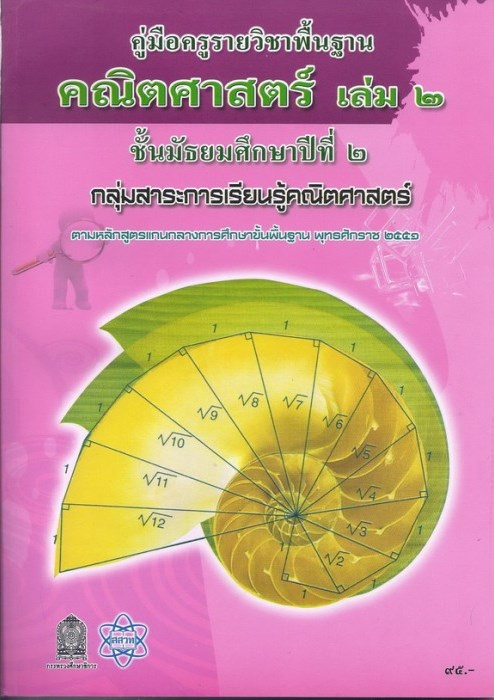 คู่มือครูรายวิชาพื้นฐาน
คณิตศาสตร์ เล่ม ๒
ชั้นมัธยมศึกษาปีที่ ๒
กลุ่มสาระการเรียนรู้คณิตศาสตร์
ตามหลักสูตรแกนกลางการศึกษาขั้นพื้นฐาน พุทธศักราช ๒๕๕๑
1 1 1 1 1 1 1 1 1 1 1 1
√12
√11
√10
√9
√8
√7
√6
√5
√4
√3
√2
กระทรวงศึกษาธิการ
สสวท
๙๕.-